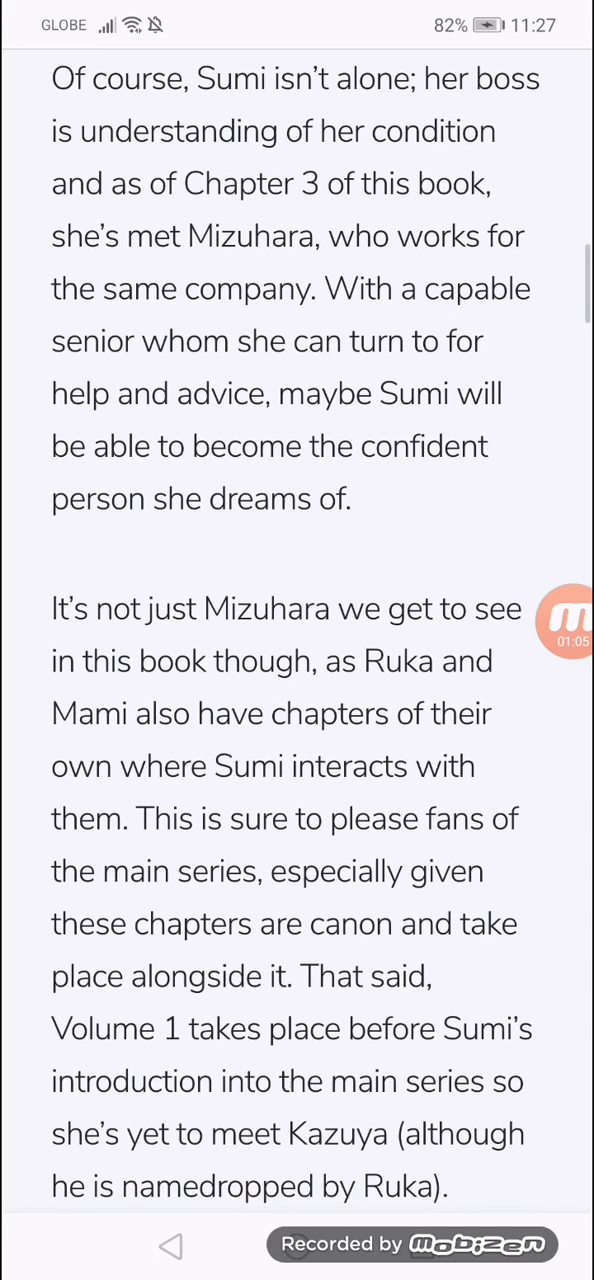 GLOBE 82% 11:27
Of course, Sumi isn’t alone; her boss
is understanding of her condition
and as of Chapter 3 of this book,
she’s met Mizuhara, who works for
the same company. With a capable
senior whom she can turn to for
help and advice, maybe Sumi will
be able to become the confident
person she dreams of.
It’s not just Mizuhara we get to see
in this book though, as Ruka and
Mami also have chapters of their
own where Sumi interacts with
them. This is sure to please fans of
the main series, especially given
these chapters are canon and take
place alongside it. That said,
Volume 1 takes place before Sumi’s
introduction into the main series so
she’s yet to meet Kazuya (although
he is namedropped by Ruka).
m
01:05
Recorded by mobizen